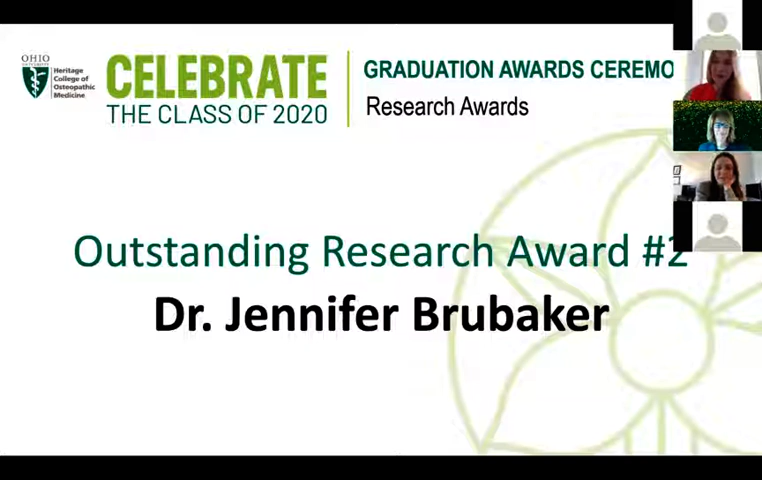 OHIO
UNIVERSITY
Heritage
College of
Osteopathic
Medicine
CELEBRATE
THE CLASS OF 2020
GRADUATION AWARDS CEREMO
Research Awards
Outstanding Research Award #2
Dr. Jennifer Brubaker